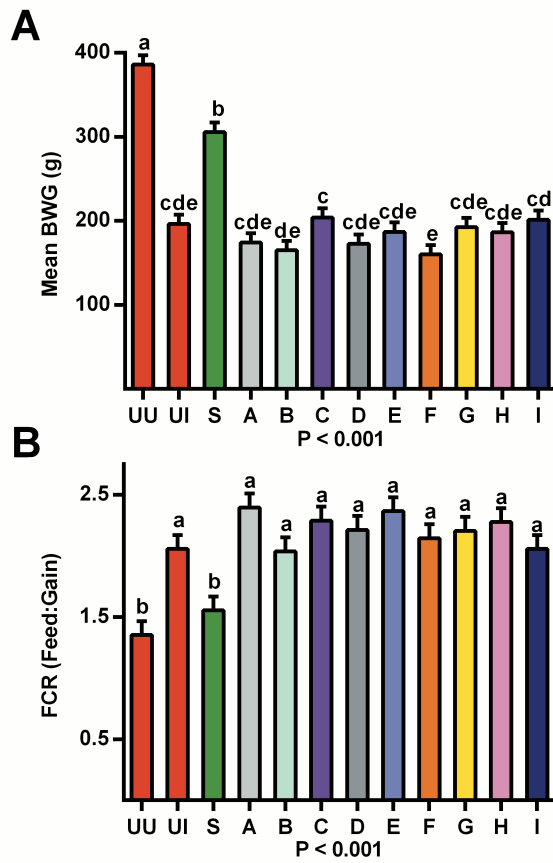 A
Mean BWG (g)
400
300
200
100
a
cde
b
cde
de
c
cde
cde
e
cde
cde
cd
UU UI S A B C D E F G H I
P < 0.001
B
FCR (Feed:Gain)
2.5
1.5
0.5
b
a
b
a
a
a
a
a
a
a
a
a
UU UI S A B C D E F G H I
P < 0.001